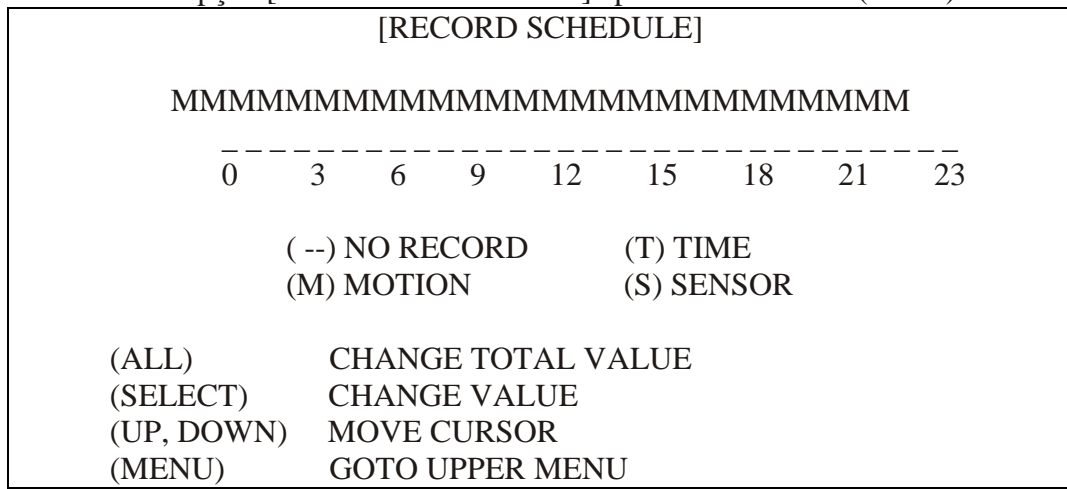 [RECORD SCHEDULE]
MMMMMMMMMMMMMMMMMMMMMMMMMM
_ _ _ _ _ _ _ _ _ _ _ _ _ _ _ _ _ _ _ _ _ _ _ _ _ _ _ _ _ _ _
0 3 6 9 12 15 18 21 23
( --) NO RECORD (T) TIME
(M) MOTION (S) SENSOR
(ALL) CHANGE TOTAL VALUE
(SELECT) CHANGE VALUE
(UP, DOWN) MOVE CURSOR
(MENU) GOTO UPPER MENU